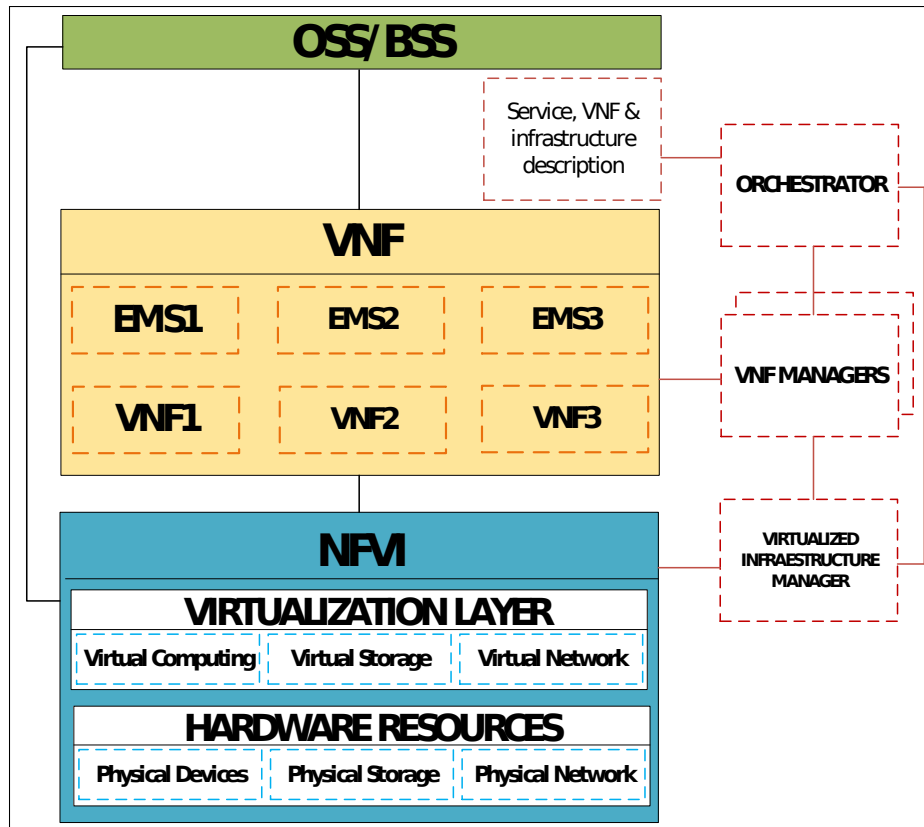 OSS/ BSS
Service, VNF &
infrastructure
description
ORCHESTRATOR
VNF
EMS1
EMS2
EMS3
VNF1
VNF2
VNF3
VNF MANAGERS
NFVI
VIRTUALIZED
INFRAESTRUCTURE
MANAGER
VIRTUALIZATION LAYER
Virtual Computing
Virtual Storage
Virtual Network
HARDWARE RESOURCES
Physical Devices
Physical Storage
Physical Network